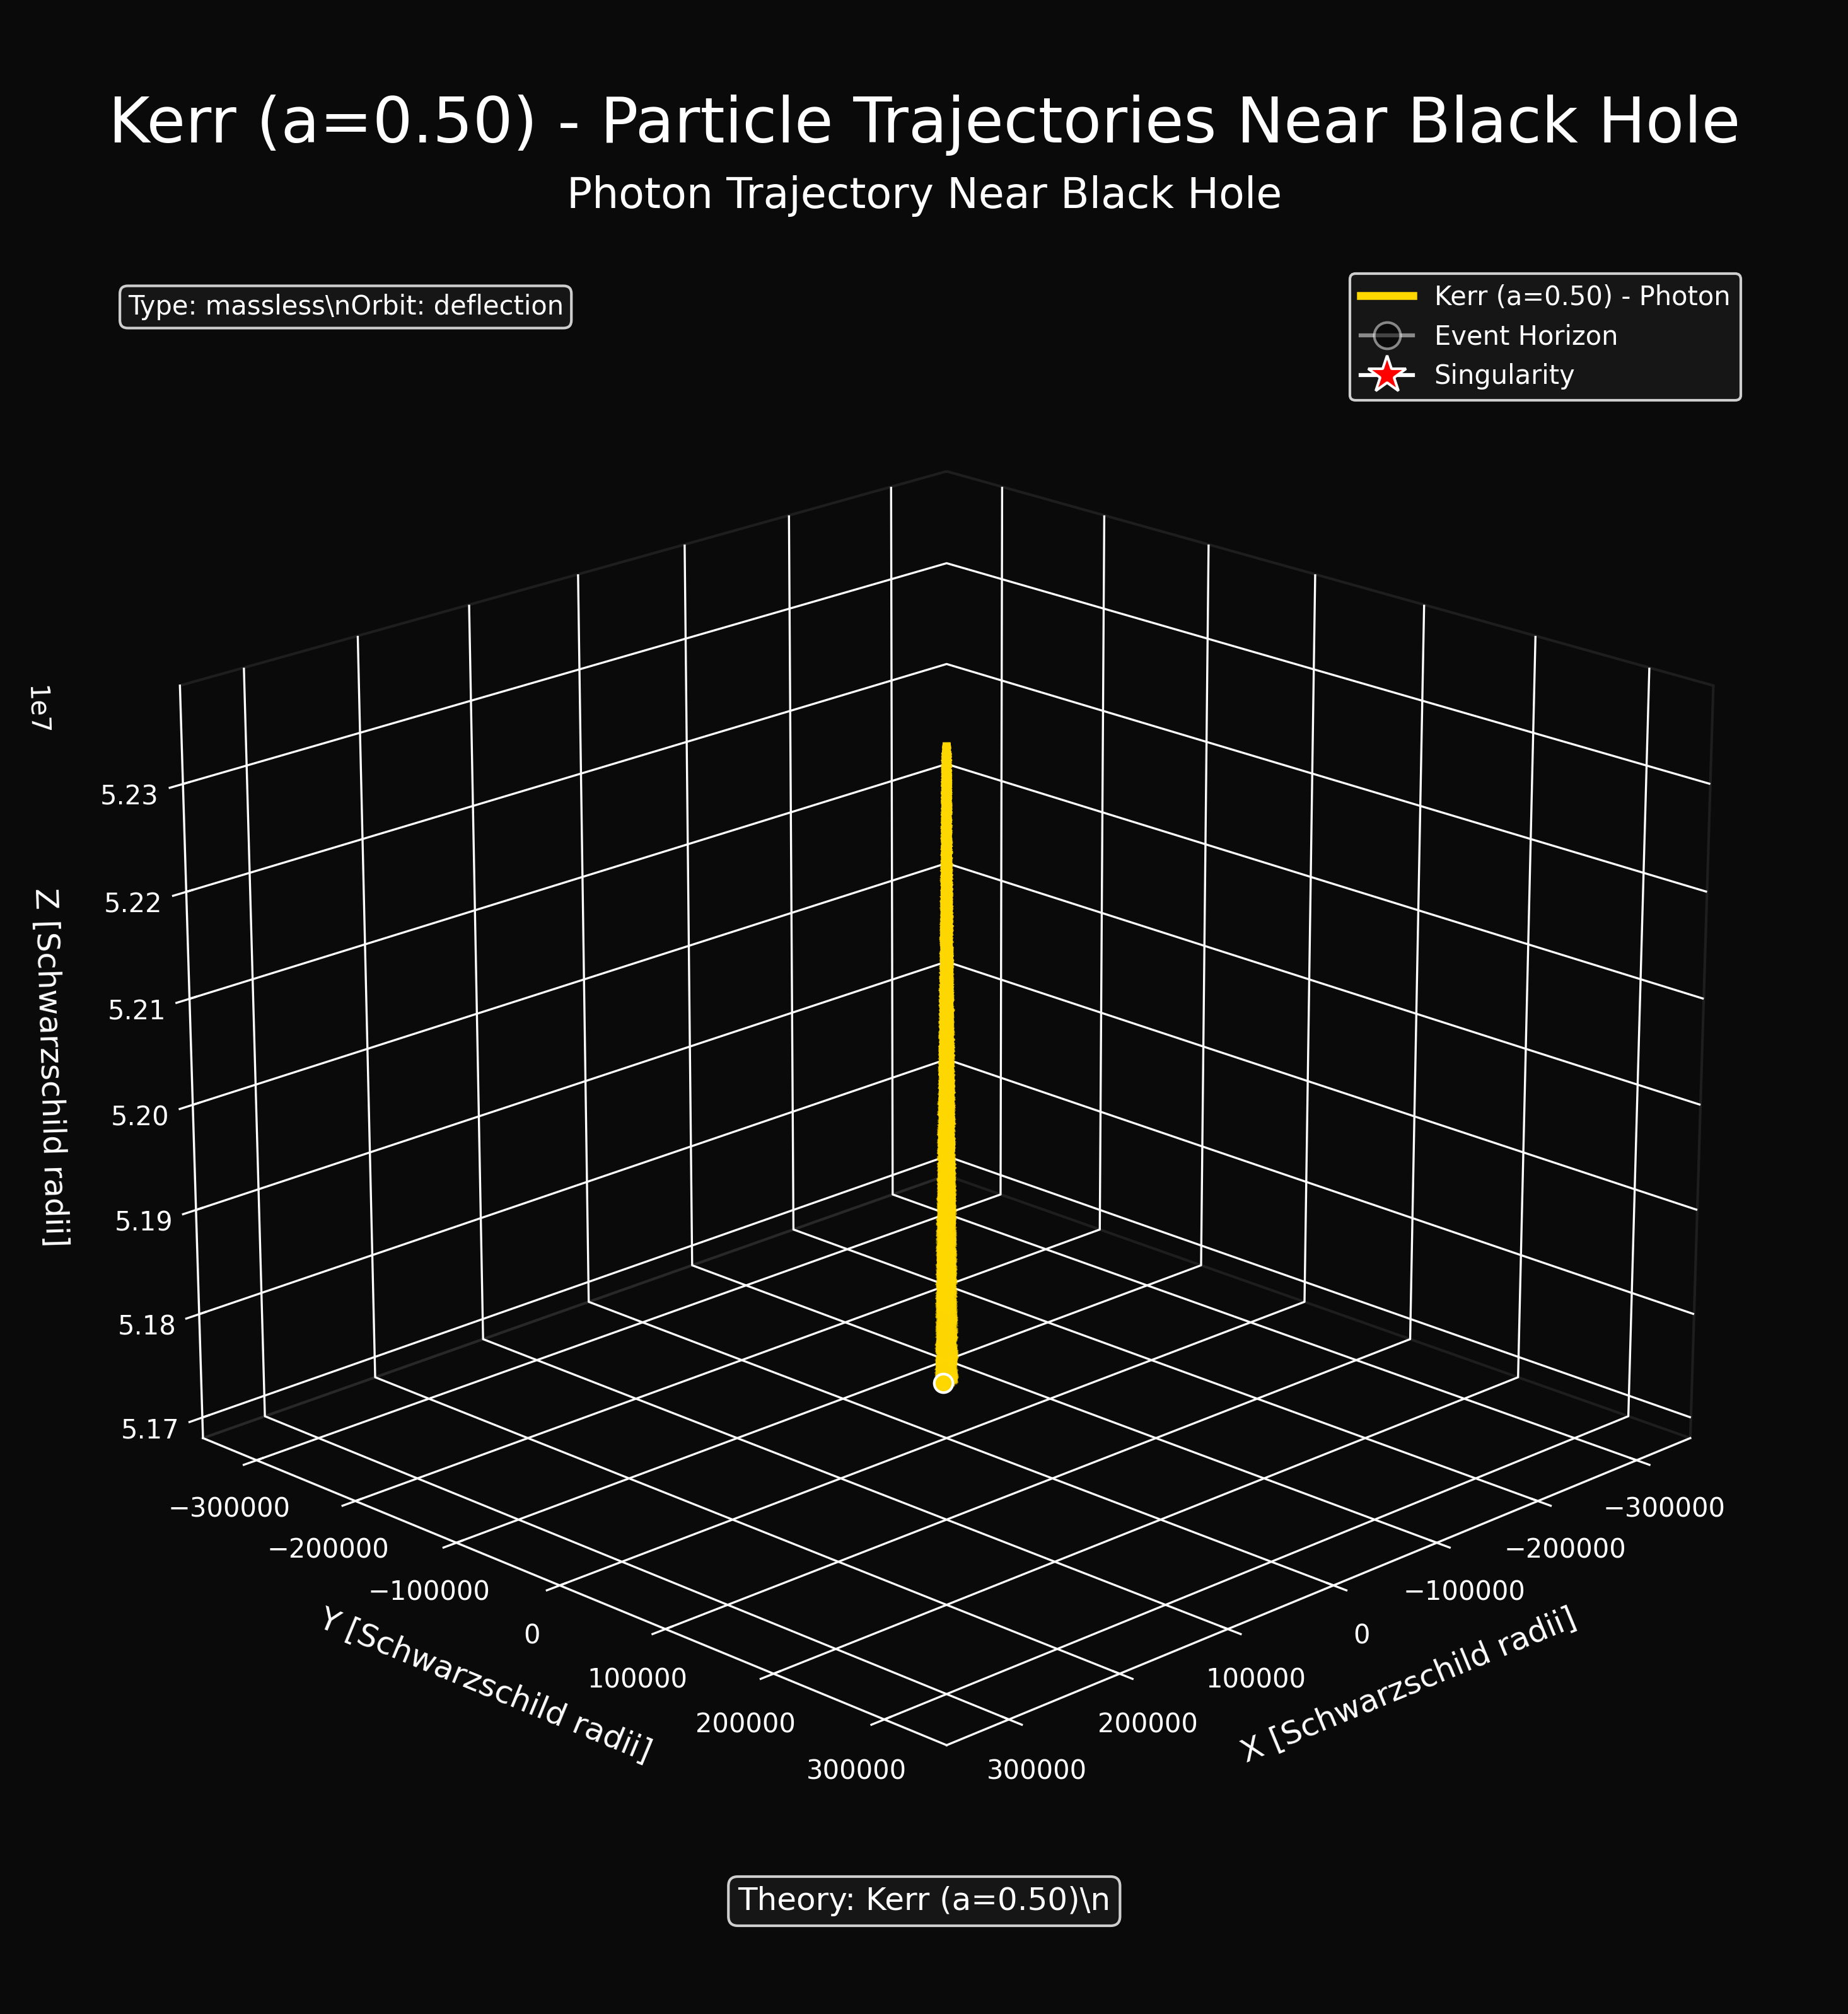 Kerr (a=0.50) - Particle Trajectories Near Black Hole
Photon Trajectory Near Black Hole
Type: massless\nOrbit: deflection
Kerr (a=0.50) - Photon
Event Horizon
Singularity
1e7
5.23
5.22
5.21
5.20
5.19
5.18
5.17
Z [Schwarzschild radii]
−300000
−200000
−100000
0
100000
200000
300000
Y [Schwarzschild radii]
−300000
−200000
−100000
0
100000
200000
300000
X [Schwarzschild radii]
Theory: Kerr (a=0.50)\n